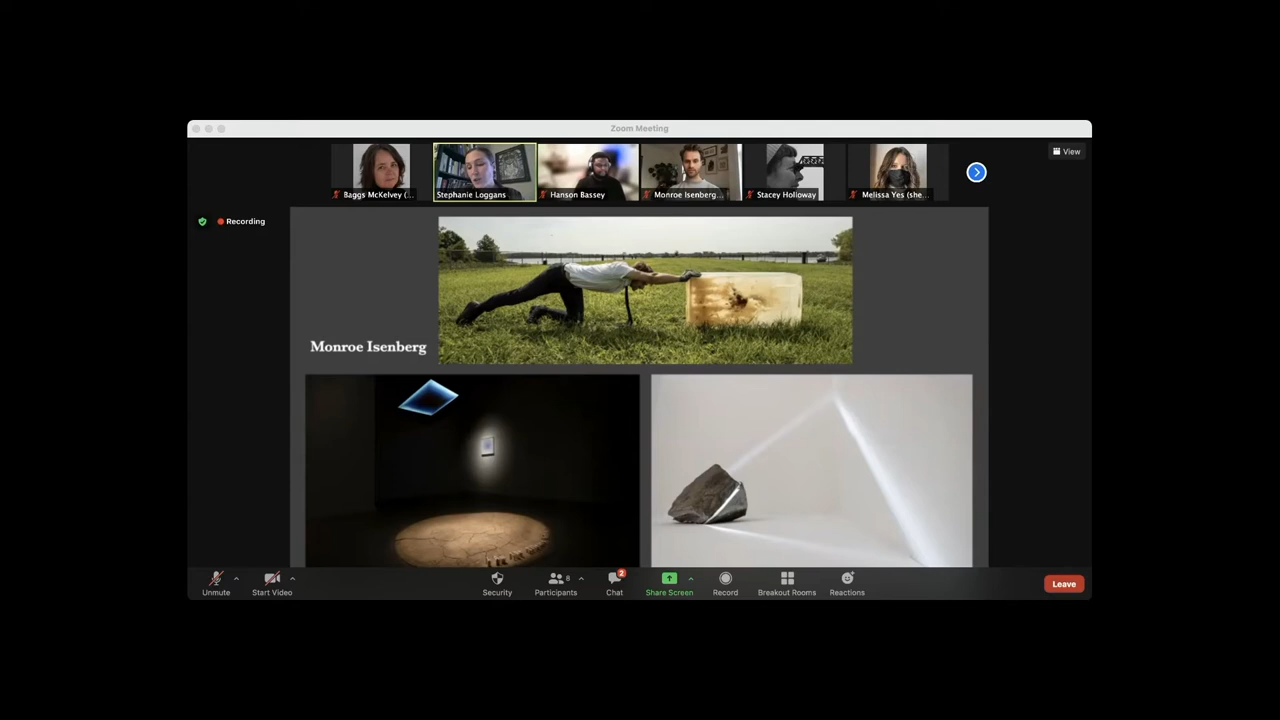 Zoom Meeting
View
Baggs McKelvey (...
Stephanie Loggans
Hanson Bassey
Monroe Isenberg...
Stacey Holloway
Melissa Yes (she...
Recording
Monroe Isenberg
Unmute
Start Video
Security
8
Participants
2
Chat
Share Screen
Record
Breakout Rooms
Reactions
Leave